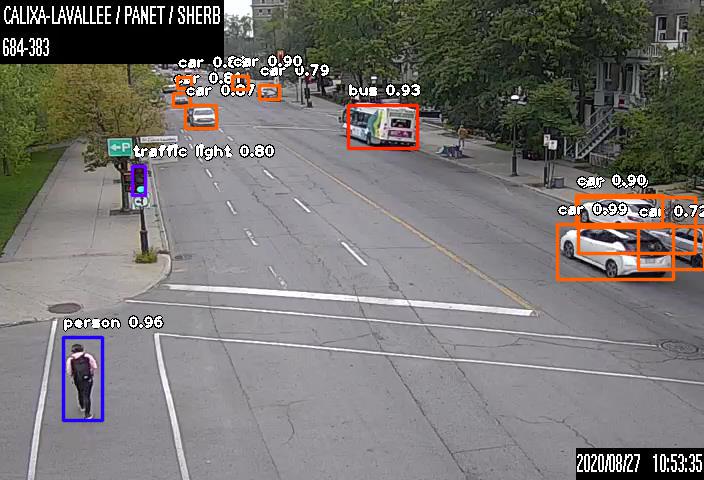 CALIXA-LAVALLEE / PANET / SHERB
684-383
car 0.90
car 0.79
car 0.87
bus 0.93
traffic light 0.80
P
car 0.90
car 0.99
car 0.72
person 0.96
2020/08/27 10:53:35